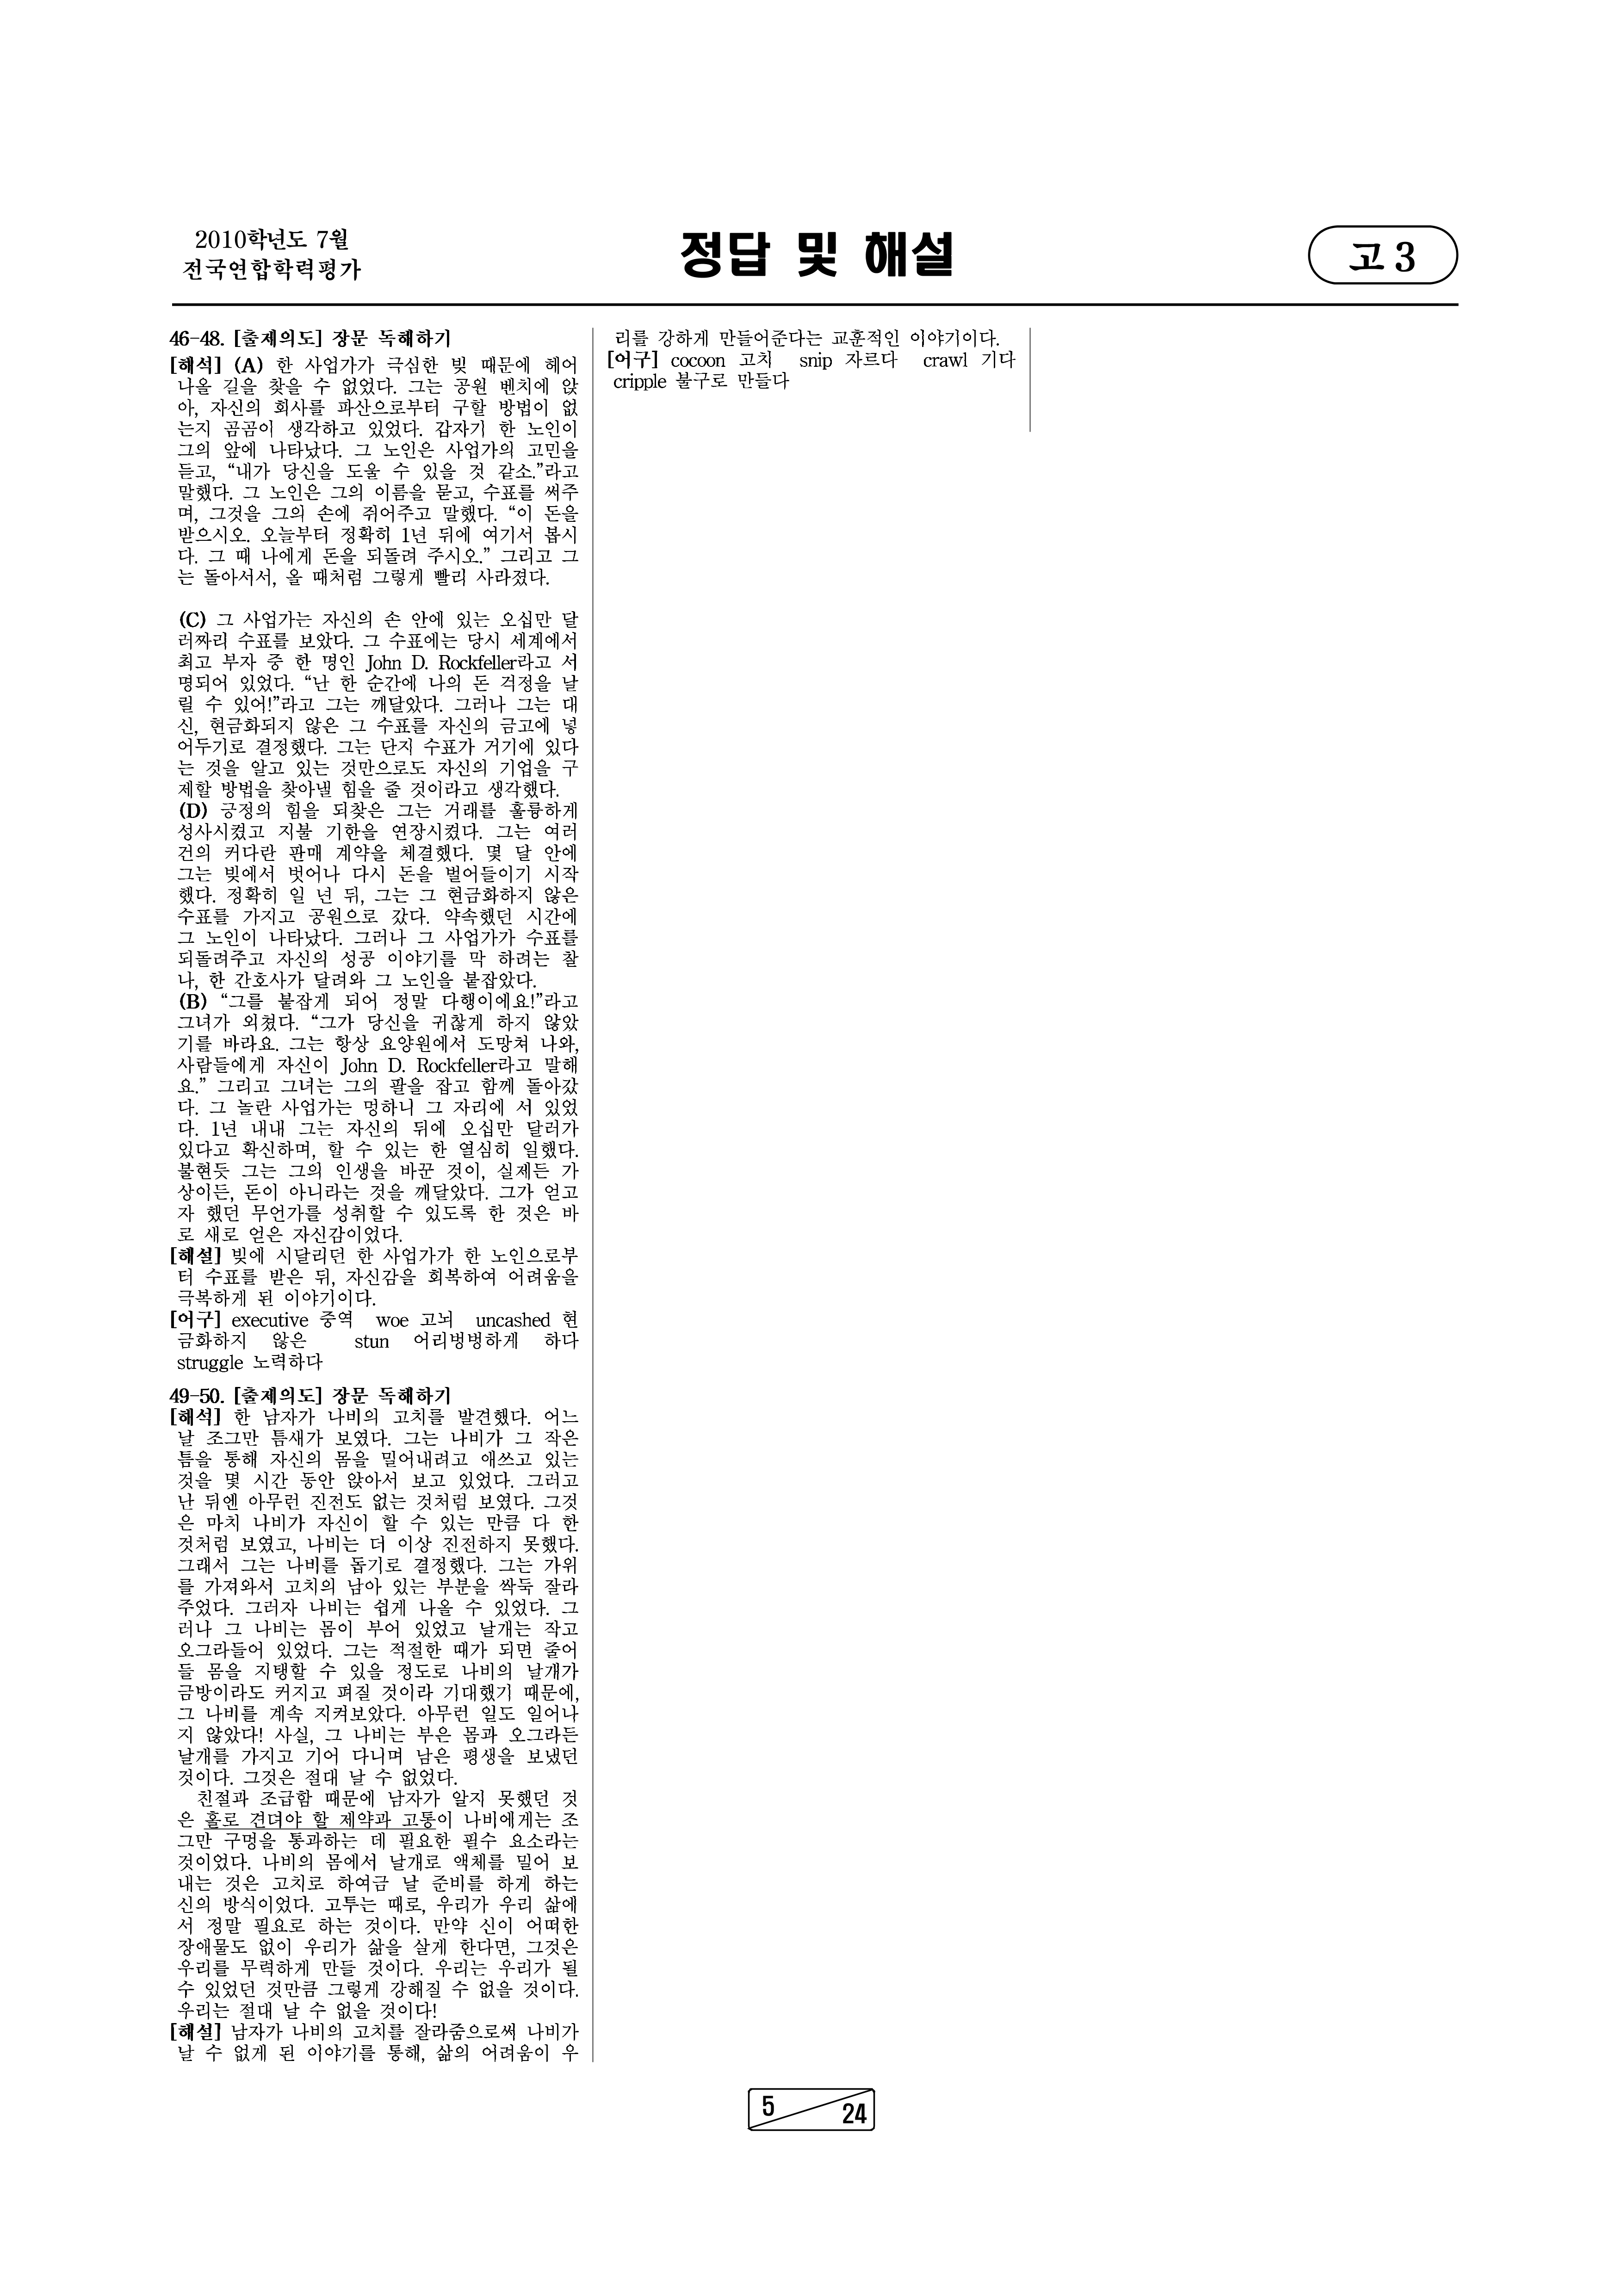 2010학년도 7월
전국연합학력평가
정답 및 해설
고 3
46-48. [출제의도] 장문 독해하기
[해석] (A) 한 사업가가 극심한 빚 때문에 헤어
나올 길을 찾을 수 없었다. 그는 공원 벤치에 앉
아, 자신의 회사를 파산으로부터 구할 방법이 없
는지 곰곰이 생각하고 있었다. 갑자기 한 노인이
그의 앞에 나타났다. 그 노인은 사업가의 고민을
듣고, “내가 당신을 도울 수 있을 것 같소.”라고
말했다. 그 노인은 그의 이름을 묻고, 수표를 써주
며, 그것을 그의 손에 쥐어주고 말했다. “이 돈을
받으시오. 오늘부터 정확히 1년 뒤에 여기서 봅시
다. 그 때 나에게 돈을 되돌려 주시오.” 그리고 그
는 돌아서서, 올 때처럼 그렇게 빨리 사라졌다.
(C) 그 사업가는 자신의 손 안에 있는 오십만 달
러짜리 수표를 보았다. 그 수표에는 당시 세계에서
최고 부자 중 한 명인 John D. Rockfeller라고 서
명되어 있었다. “난 한 순간에 나의 돈 걱정을 날
릴 수 있어!”라고 그는 깨달았다. 그러나 그는 대
신, 현금화되지 않은 그 수표를 자신의 금고에 넣
어두기로 결정했다. 그는 단지 수표가 거기에 있다
는 것을 알고 있는 것만으로도 자신의 기업을 구
제할 방법을 찾아낼 힘을 줄 것이라고 생각했다.
(D) 긍정의 힘을 되찾은 그는 거래를 훌륭하게
성사시켰고 지불 기한을 연장시켰다. 그는 여러
건의 커다란 판매 계약을 체결했다. 몇 달 안에
그는 빚에서 벗어나 다시 돈을 벌어들이기 시작
했다. 정확히 일 년 뒤, 그는 그 현금화하지 않은
수표를 가지고 공원으로 갔다. 약속했던 시간에
그 노인이 나타났다. 그러나 그 사업가가 수표를
되돌려주고 자신의 성공 이야기를 막 하려는 찰
나, 한 간호사가 달려와 그 노인을 붙잡았다.
(B) “그를 붙잡게 되어 정말 다행이에요!”라고
그녀가 외쳤다. “그가 당신을 귀찮게 하지 않았
기를 바라요. 그는 항상 요양원에서 도망쳐 나와,
사람들에게 자신이 John D. Rockfeller라고 말해
요.” 그리고 그녀는 그의 팔을 잡고 함께 돌아갔
다. 그 놀란 사업가는 멍하니 그 자리에 서 있었
다. 1년 내내 그는 자신의 뒤에 오십만 달러가
있다고 확신하며, 할 수 있는 한 열심히 일했다.
불현듯 그는 그의 인생을 바꾼 것이, 실제든 가
상이든, 돈이 아니라는 것을 깨달았다. 그가 얻고
자 했던 무언가를 성취할 수 있도록 한 것은 바
로 새로 얻은 자신감이었다.
[해설] 빚에 시달리던 한 사업가가 한 노인으로부
터 수표를 받은 뒤, 자신감을 회복하여 어려움을
극복하게 된 이야기이다.
[어구] executive 중역 woe 고뇌 uncashed 현
금화하지 않은 stun 어리벙벙하게 하다
struggle 노력하다
49-50. [출제의도] 장문 독해하기
[해석] 한 남자가 나비의 고치를 발견했다. 어느
날 조그만 틈새가 보였다. 그는 나비가 그 작은
틈을 통해 자신의 몸을 밀어내려고 애쓰고 있는
것을 몇 시간 동안 앉아서 보고 있었다. 그러고
난 뒤엔 아무런 진전도 없는 것처럼 보였다. 그것
은 마치 나비가 자신이 할 수 있는 만큼 다 한
것처럼 보였고, 나비는 더 이상 진전하지 못했다.
그래서 그는 나비를 돕기로 결정했다. 그는 가위
를 가져와서 고치의 남아 있는 부분을 싹둑 잘라
주었다. 그러자 나비는 쉽게 나올 수 있었다. 그
러나 그 나비는 몸이 부어 있었고 날개는 작고
오그라들어 있었다. 그는 적절한 때가 되면 줄어
들 몸을 지탱할 수 있을 정도로 나비의 날개가
금방이라도 커지고 펴질 것이라 기대했기 때문에,
그 나비를 계속 지켜보았다. 아무런 일도 일어나
지 않았다! 사실, 그 나비는 부은 몸과 오그라든
날개를 가지고 기어 다니며 남은 평생을 보냈던
것이다. 그것은 절대 날 수 없었다.
친절과 조급함 때문에 남자가 알지 못했던 것
은 홀로 견뎌야 할 제약과 고통이 나비에게는 조
그만 구멍을 통과하는 데 필요한 필수 요소라는
것이었다. 나비의 몸에서 날개로 액체를 밀어 보
내는 것은 고치로 하여금 날 준비를 하게 하는
신의 방식이었다. 고투는 때로, 우리가 우리 삶에
서 정말 필요로 하는 것이다. 만약 신이 어떠한
장애물도 없이 우리가 삶을 살게 한다면, 그것은
우리를 무력하게 만들 것이다. 우리는 우리가 될
수 있었던 것만큼 그렇게 강해질 수 없을 것이다.
우리는 절대 날 수 없을 것이다!
[해설] 남자가 나비의 고치를 잘라줌으로써 나비가
날 수 없게 된 이야기를 통해, 삶의 어려움이 우
리를 강하게 만들어준다는 교훈적인 이야기이다.
[어구] cocoon 고치 snip 자르다 crawl 기다
cripple 불구로 만들다
5
24